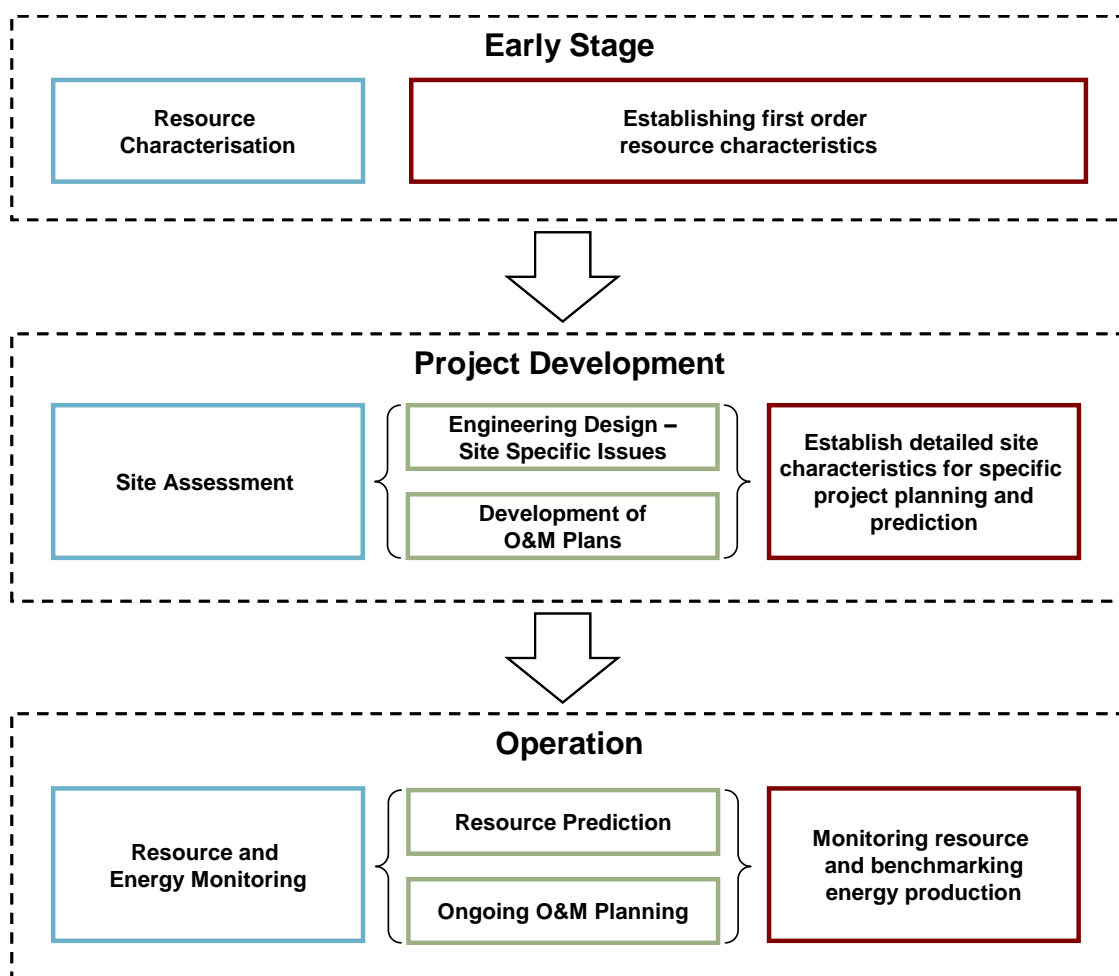 Early Stage
Resource
Characterisation
Establishing first order
resource characteristics
Project Development
Site Assessment
Engineering Design –
Site Specific Issues
Development of
O&M Plans
Establish detailed site
characteristics for specific
project planning and
prediction
Operation
Resource and
Energy Monitoring
Resource Prediction
Ongoing O&M Planning
Monitoring resource
and benchmarking
energy production